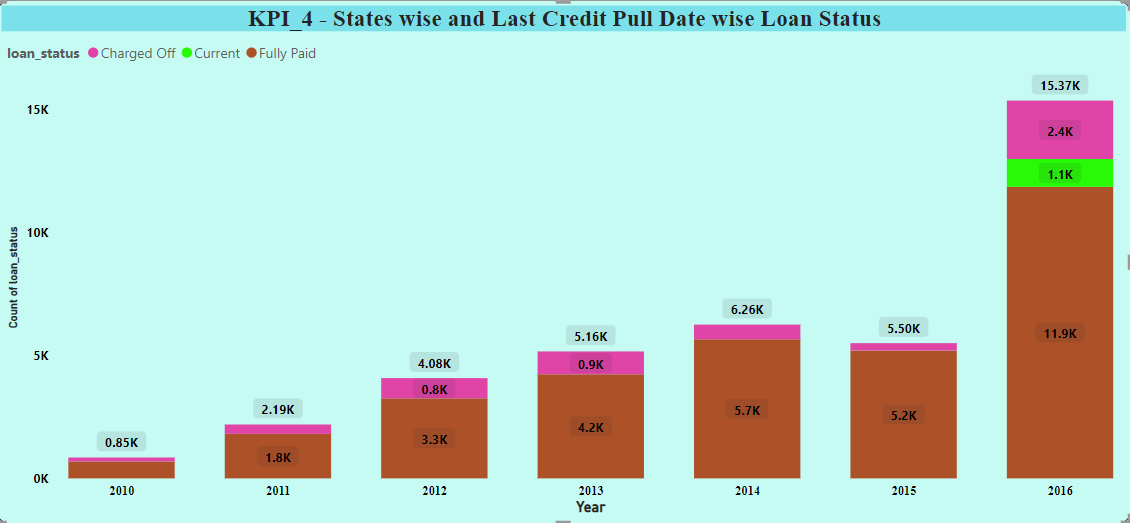 KPI_4 - States wise and Last Credit Pull Date wise Loan Status
loan_status Charged Off Current Fully Paid
Count of loan_status
15K
10K
5K
0K
0.85K
2.19K
1.8K
4.08K
0.8K
3.3K
5.16K
0.9K
4.2K
6.26K
5.7K
5.50K
5.2K
15.37K
2.4K
1.1K
11.9K
2010 2011 2012 2013 2014 2015 2016
Year